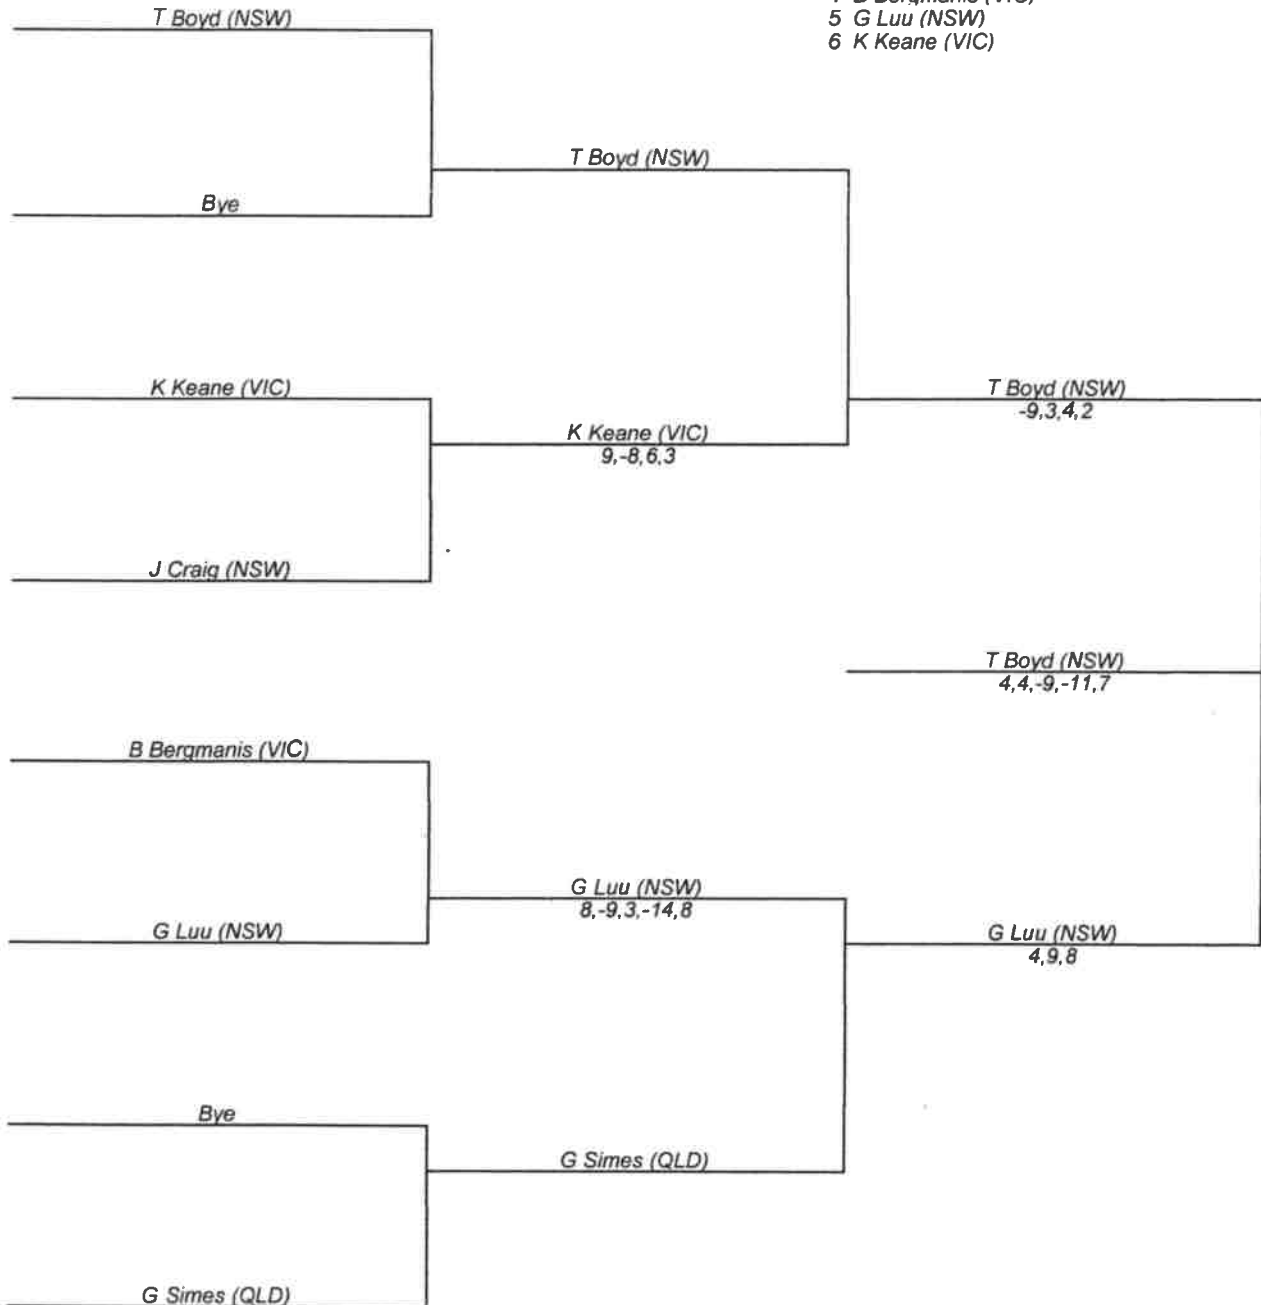 T Boyd (NSW)
5 G Luu (NSW)
6 K Keane (VIC)
T Boyd (NSW)
Bye
K Keane (VIC)
T Boyd (NSW)
-9,3,4,2
K Keane (VIC)
9,-8,6,3
J Craig (NSW)
T Boyd (NSW)
4,4,-9,-11,7
B Bergmanis (VIC)
G Luu (NSW)
8,-9,3,-14,8
G Luu (NSW)
G Luu (NSW)
4,9,8
Bye
G Simes (QLD)
G Simes (QLD)